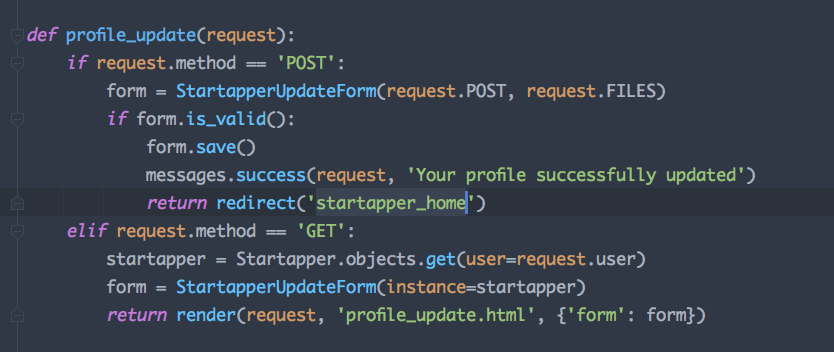 def profile_update(request):
    if request.method == 'POST':
        form = StartapperUpdateForm(request.POST, request.FILES)
        if form.is_valid():
            form.save()
            messages.success(request, 'Your profile successfully updated')
            return redirect('startapper_home')
    elif request.method == 'GET':
        startapper = Startapper.objects.get(user=request.user)
        form = StartapperUpdateForm(instance=startapper)
        return render(request, 'profile_update.html', {'form': form})